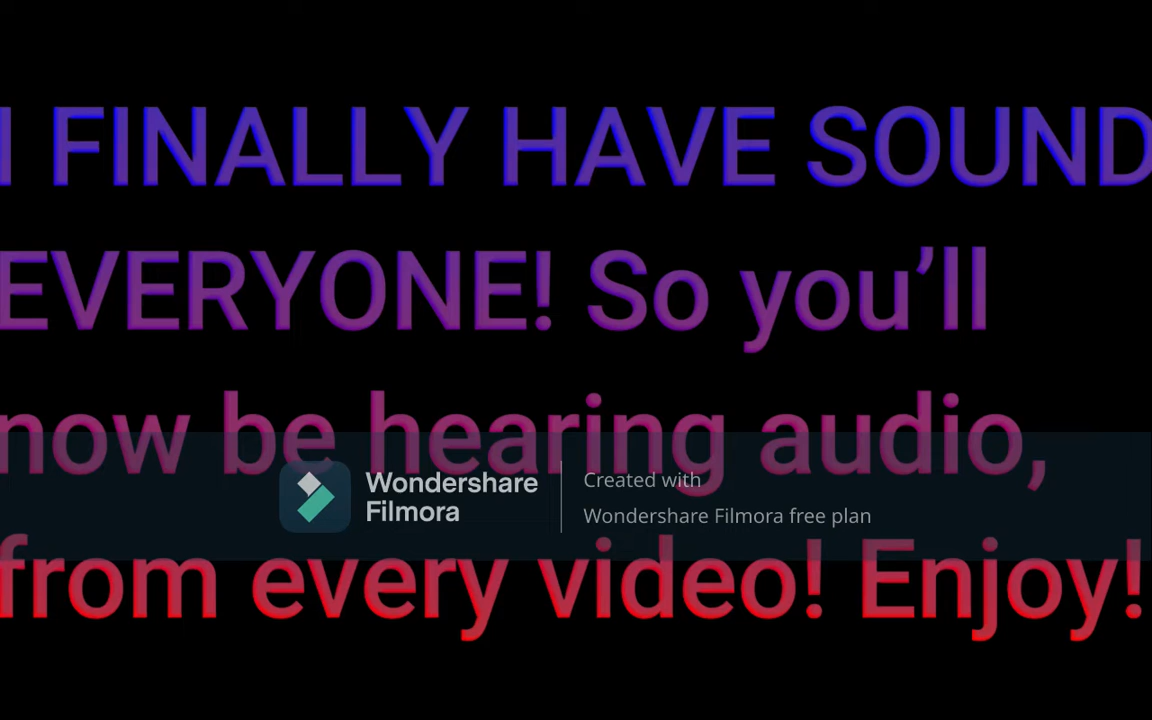 I FINALLY HAVE SOUND
EVERYONE! So you’ll
now be hearing audio,
Wondershare
Filmora
Created with
Wondershare Filmora free plan
from every video! Enjoy!